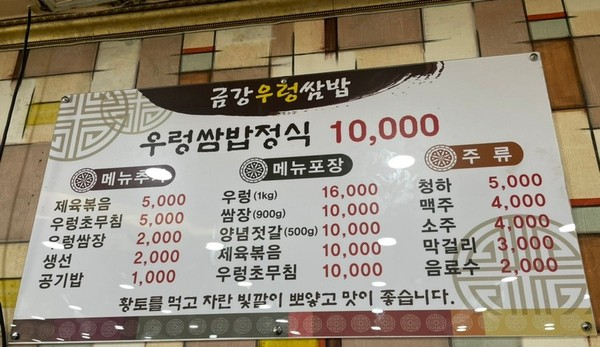 금강우렁쌈밥
우렁쌈밥정식 10,000
메뉴추가
제육볶음 5,000
우렁초무침 5,000
우렁쌈장 2,000
생선 2,000
공기밥 1,000
메뉴포장
우렁(1kg) 16,000
쌈장(900g) 10,000
양념젓갈(500g) 10,000
제육볶음 10,000
우렁초무침 10,000
주 류
청하 5,000
맥주 4,000
소주 4,000
막걸리 3,000
음료수 2,000
황토를 먹고 자란 빛깔이 뽀얗고 맛이 좋습니다.